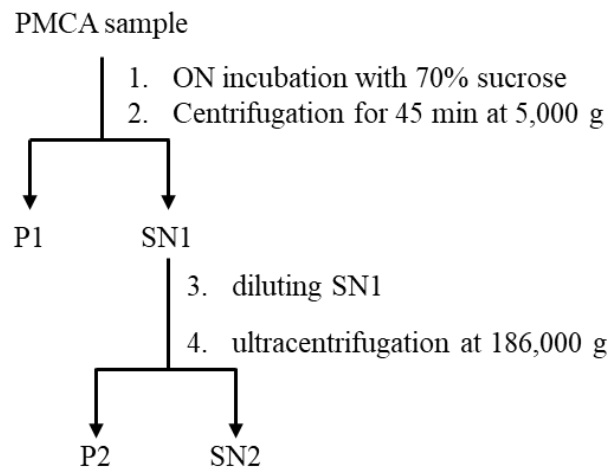 PMCA sample
1. ON incubation with 70% sucrose
2. Centrifugation for 45 min at 5,000 g
P1 SN1
3. diluting SN1
4. ultracentrifugation at 186,000 g
P2 SN2